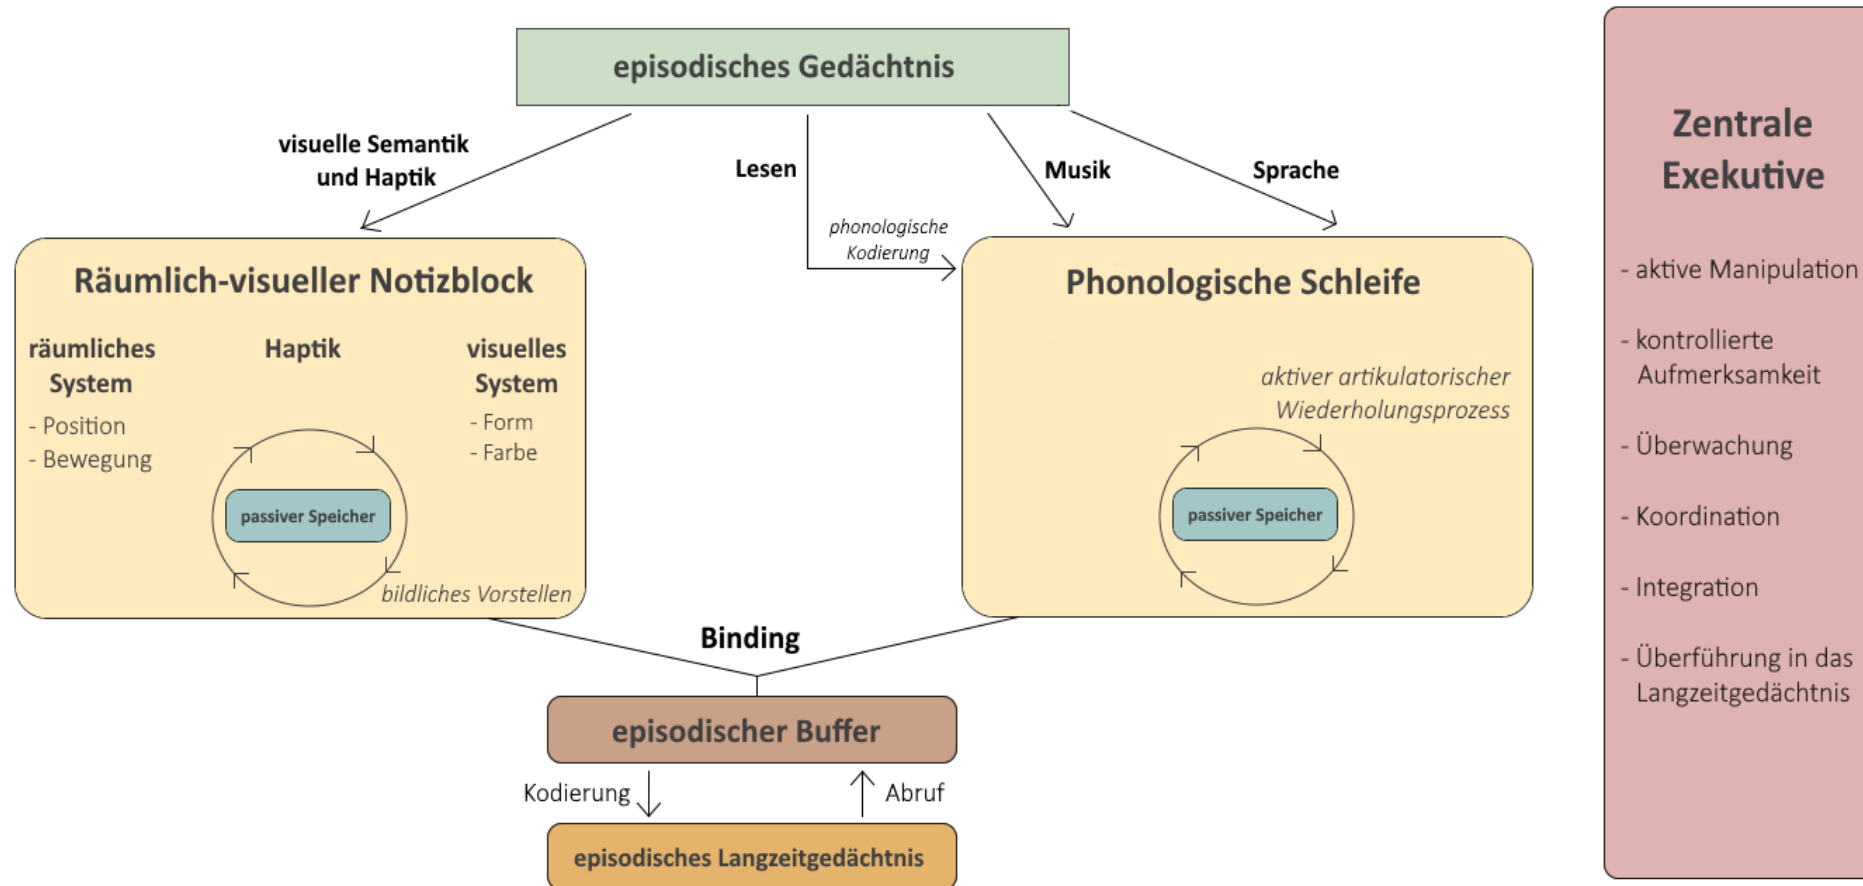 episodisches Gedächtnis
visuelle Semantik
und Haptik
Lesen
Musik
Sprache
phonologische
Kodierung
Räumlich-visueller Notizblock
räumliches
System
- Position
- Bewegung
Haptik
visuelles
System
- Form
- Farbe
passiver Speicher
bildliches Vorstellen
Phonologische Schleife
aktiver artikulatorischer
Wiederholungsprozess
passiver Speicher
Binding
episodischer Buffer
Kodierung
Abruf
episodisches Langzeitgedächtnis
Zentrale
Exekutive
- aktive Manipulation
- kontrollierte
Aufmerksamkeit
- Überwachung
- Koordination
- Integration
- Überführung in das
Langzeitgedächtnis